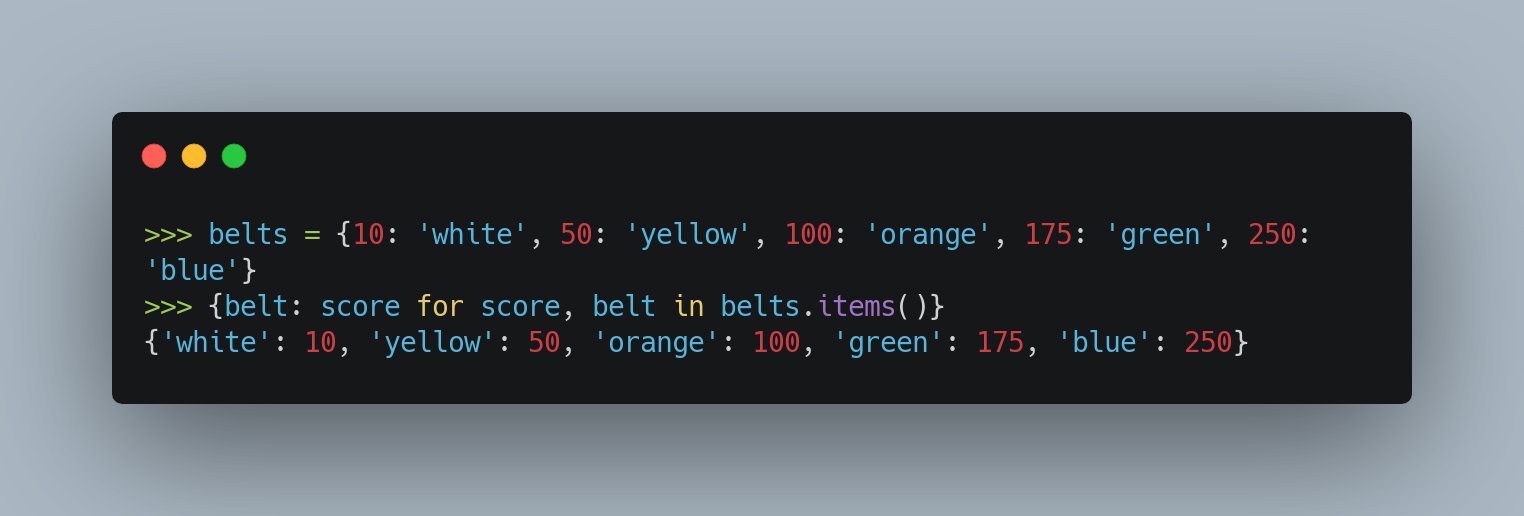 >>> belts = {10: 'white', 50: 'yellow', 100: 'orange', 175: 'green', 250:
'blue'}
>>> {belt: score for score, belt in belts.items()}
{'white': 10, 'yellow': 50, 'orange': 100, 'green': 175, 'blue': 250}